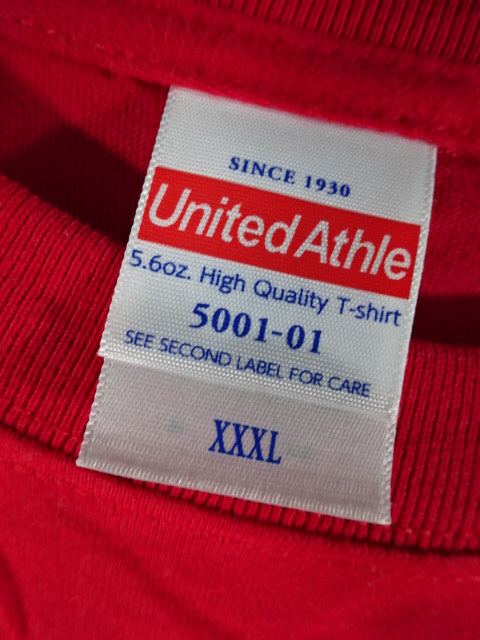 SINCE 1930
United Athle
5.6oz. High Quality T-shirt
5001-01
SEE SECOND LABEL FOR CARE
XXXL